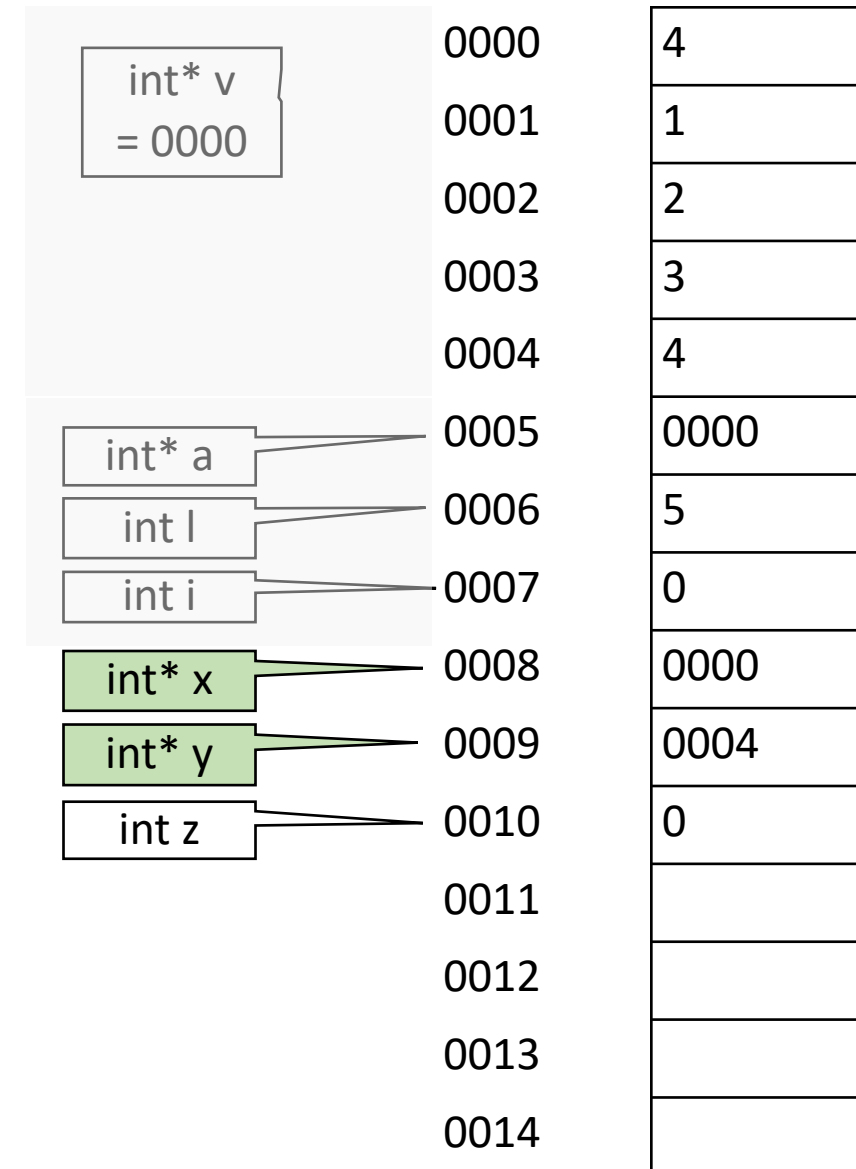 int* v
= 0000
0000 4
0001 1
0002 2
0003 3
0004 4
int* a 0005 0000
int l 0006 5
int i 0007 0
int* x 0008 0000
int* y 0009 0004
int z 0010 0
0011
0012
0013
0014